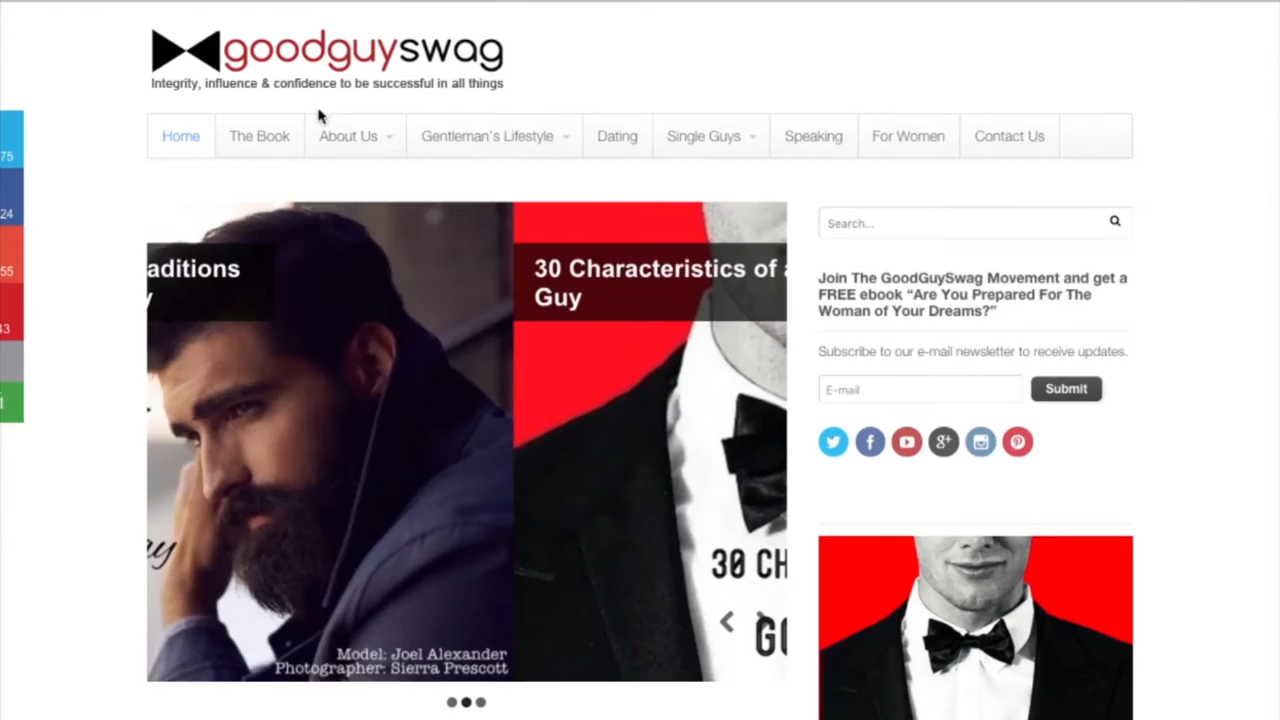 goodguyswag
Integrity, influence & confidence to be successful in all things
Home The Book About Us Gentleman's Lifestyle Dating Single Guys Speaking For Women Contact Us
75
24
55
Search...
aditions
30 Characteristics of
Guy
Join The GoodGuySwag Movement and get a
FREE ebook “Are You Prepared For The
Woman of Your Dreams?”
Subscribe to our e-mail newsletter to receive updates.
E-mail Submit
30 CH
Model: Joel Alexander
Photographer: Sierra Prescott